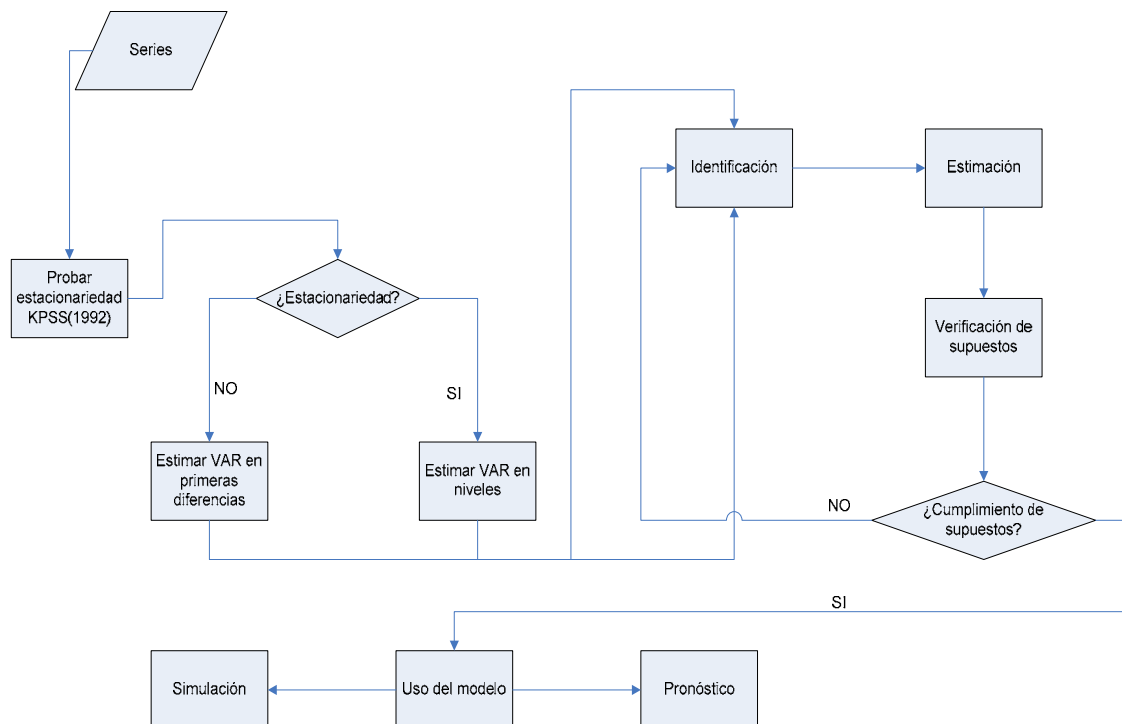 Series
Probar
estacionariedad
KPSS(1992)
¿Estacionariedad?
NO
SI
Estimar VAR en
primeras
diferencias
Estimar VAR en
niveles
Identificación
Estimación
Verificación de
supuestos
¿Cumplimiento de
supuestos?
NO
SI
Simulación
Uso del modelo
Pronóstico